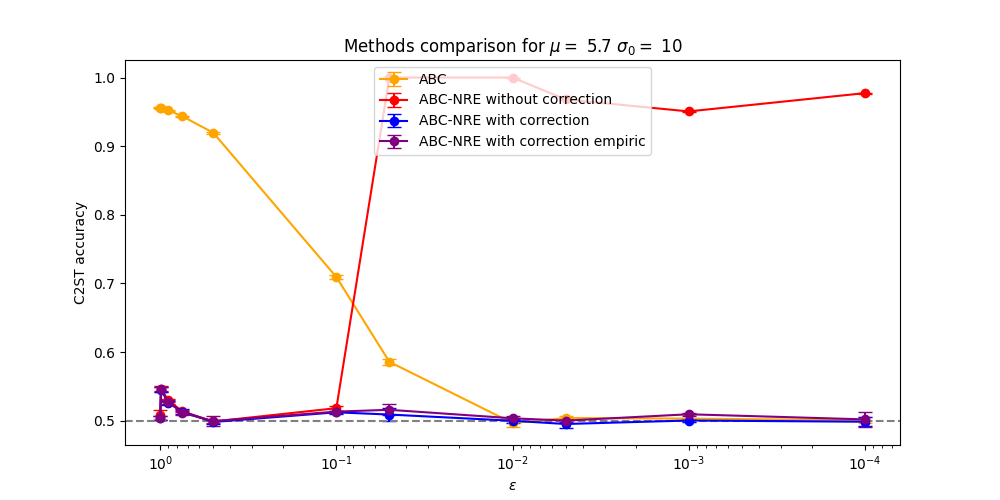 Methods comparison for μ = 5.7 σ₀ = 10
C2ST accuracy
1.0
0.9
0.8
0.7
0.6
0.5
ABC
ABC-NRE without correction
ABC-NRE with correction
ABC-NRE with correction empiric
10⁰ 10⁻¹ 10⁻² 10⁻³ 10⁻⁴
ε